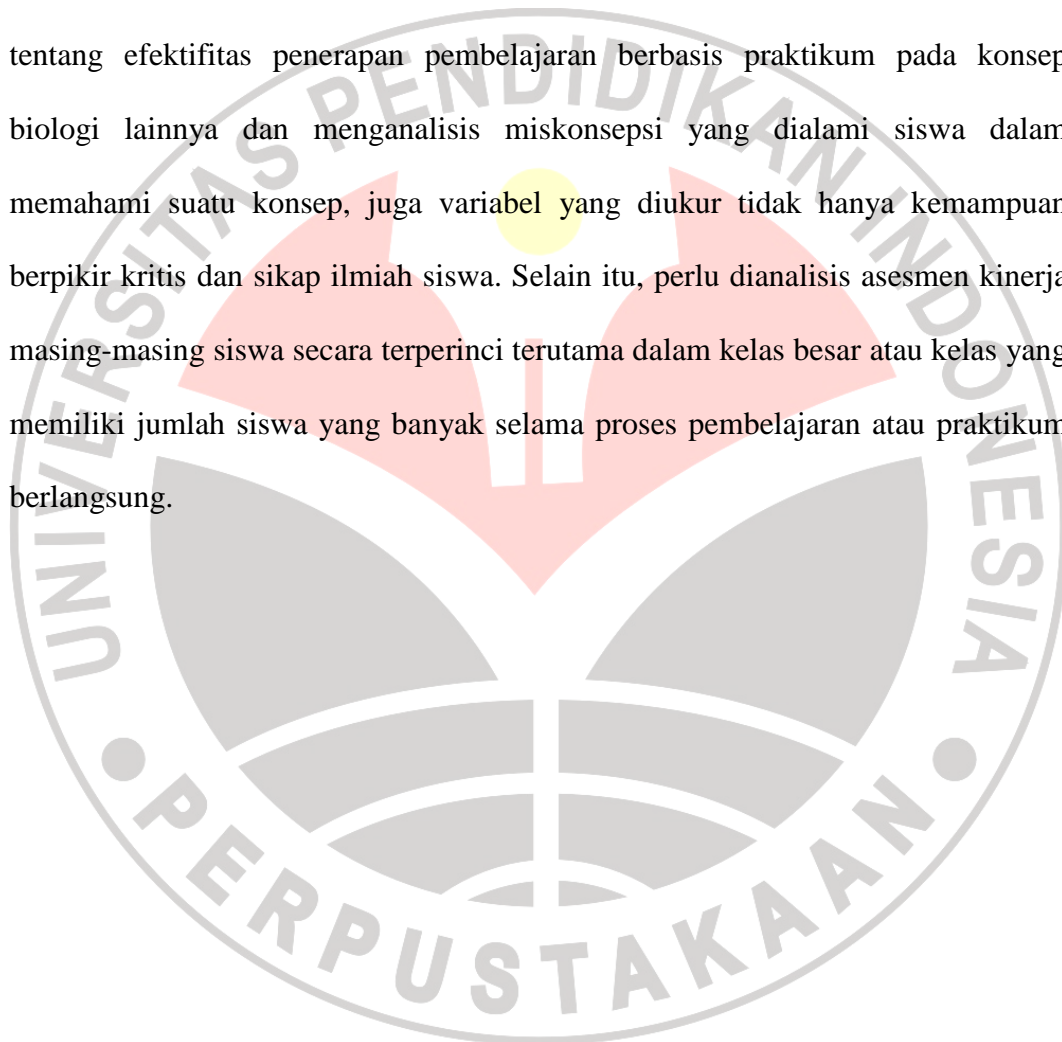 tentang efektifitas penerapan pembelajaran berbasis praktikum pada konsep
biologi lainnya dan menganalisis miskonsepsi yang dialami siswa dalam
memahami suatu konsep, juga variabel yang diukur tidak hanya kemampuan
berpikir kritis dan sikap ilmiah siswa. Selain itu, perlu dianalisis asesmen kinerja
masing-masing siswa secara terperinci terutama dalam kelas besar atau kelas yang
memiliki jumlah siswa yang banyak selama proses pembelajaran atau praktikum
berlangsung.
UNIVERSITAS PENDIDIKAN INDONESIA
PERPUSTAKAAN